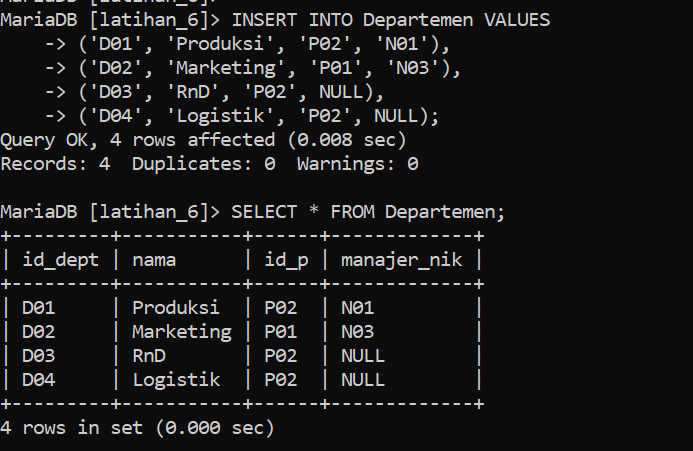 MariaDB [latihan_6]> INSERT INTO Departemen VALUES
    -> ('D01', 'Produksi', 'P02', 'N01'),
    -> ('D02', 'Marketing', 'P01', 'N03'),
    -> ('D03', 'RnD', 'P02', NULL),
    -> ('D04', 'Logistik', 'P02', NULL);
Query OK, 4 rows affected (0.008 sec)
Records: 4  Duplicates: 0  Warnings: 0

MariaDB [latihan_6]> SELECT * FROM Departemen;
+---------+-----------+------+-------------+
| id_dept | nama      | id_p | manajer_nik |
+---------+-----------+------+-------------+
| D01     | Produksi  | P02  | N01         |
| D02     | Marketing | P01  | N03         |
| D03     | RnD       | P02  | NULL        |
| D04     | Logistik  | P02  | NULL        |
+---------+-----------+------+-------------+
4 rows in set (0.000 sec)